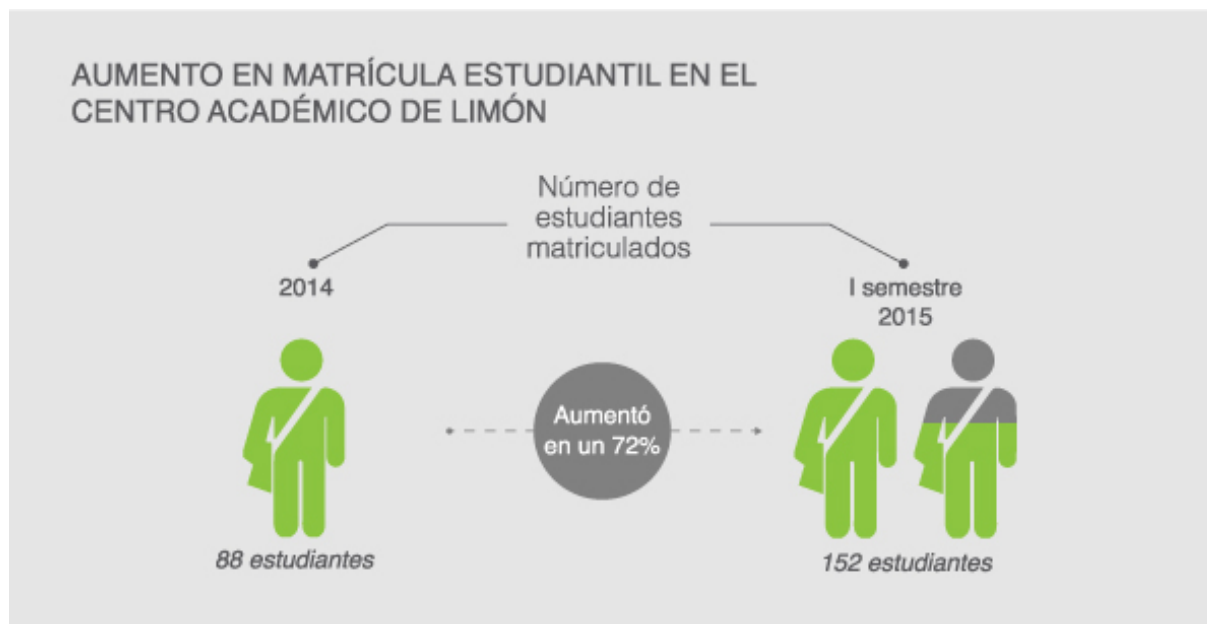 AUMENTO EN MATRÍCULA ESTUDIANTIL EN EL
CENTRO ACADÉMICO DE LIMÓN
Número de
estudiantes
matriculados
2014
I semestre
2015
Aumentó
en un 72%
88 estudiantes
152 estudiantes